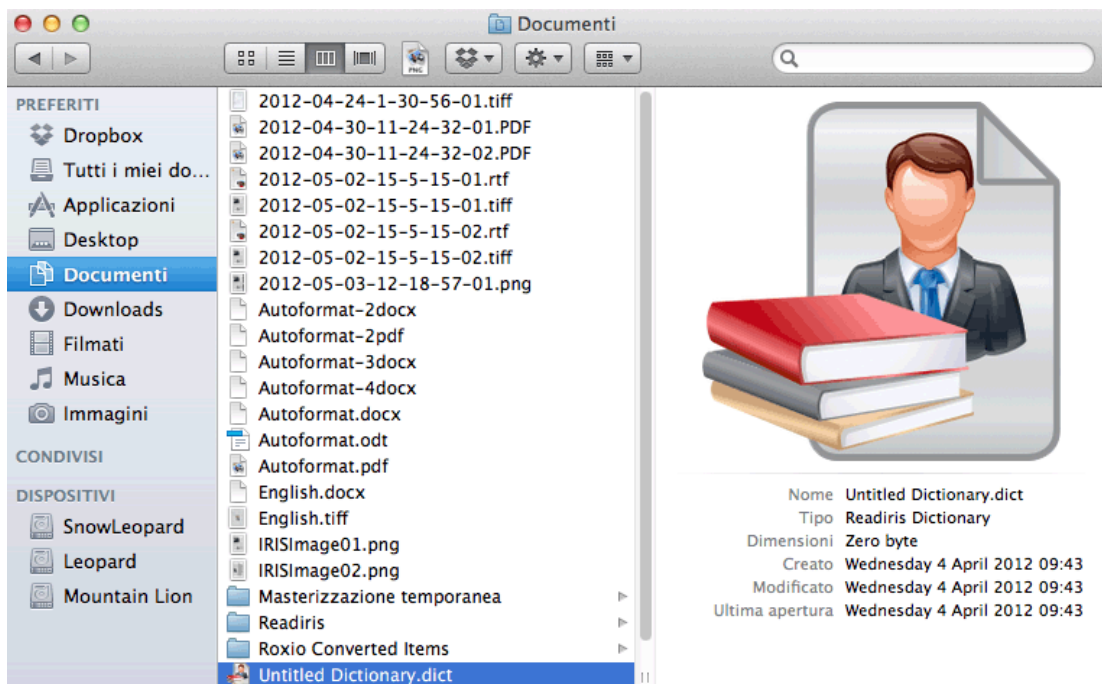 Documenti
PNG
PREFERITI
Dropbox
Tutti i miei do...
Applicazioni
Desktop
Documenti
Downloads
Filmati
Musica
Immagini
CONDIVISI
DISPOSITIVI
SnowLeopard
Leopard
Mountain Lion
2012-04-24-1-30-56-01.tiff
2012-04-30-11-24-32-01.PDF
2012-04-30-11-24-32-02.PDF
2012-05-02-15-5-15-01.rtf
2012-05-02-15-5-15-01.tiff
2012-05-02-15-5-15-02.rtf
2012-05-02-15-5-15-02.tiff
2012-05-03-12-18-57-01.png
Autoformat-2docx
Autoformat-2pdf
Autoformat-3docx
Autoformat-4docx
Autoformat.docx
Autoformat.odt
Autoformat.pdf
English.docx
English.tiff
IRISImage01.png
IRISImage02.png
Masterizzazione temporanea
Readiris
Roxio Converted Items
Untitled Dictionary.dict
Nome Untitled Dictionary.dict
Tipo Readiris Dictionary
Dimensioni Zero byte
Creato Wednesday 4 April 2012 09:43
Modificato Wednesday 4 April 2012 09:43
Ultima apertura Wednesday 4 April 2012 09:43